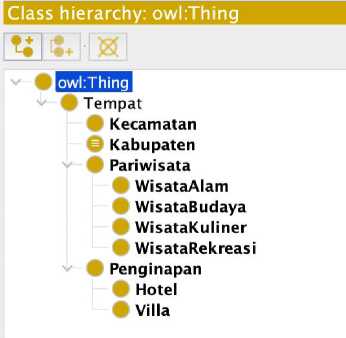 Class hierarchy: owl:Thing
owl:Thing
Tempat
Kecamatan
Kabupaten
Pariwisata
WisataAlam
WisataBudaya
WisataKuliner
WisataRekreasi
Penginapan
Hotel
Villa